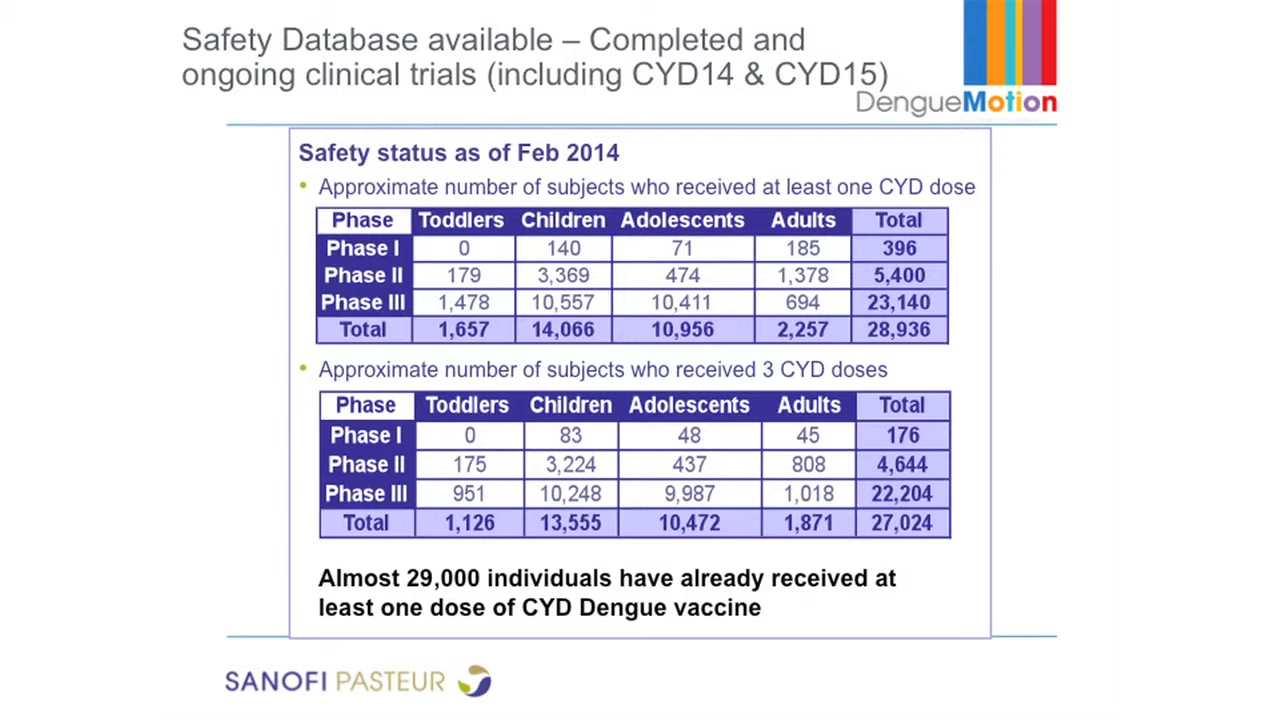 Safety Database available – Completed and
ongoing clinical trials (including CYD14 & CYD15)
DengueMotion
Safety status as of Feb 2014
• Approximate number of subjects who received at least one CYD dose
Phase Toddlers Children Adolescents Adults Total
Phase I 0 140 71 185 396
Phase II 179 3,369 474 1,378 5,400
Phase III 1,478 10,557 10,411 694 23,140
Total 1,657 14,066 10,956 2,257 28,936
• Approximate number of subjects who received 3 CYD doses
Phase Toddlers Children Adolescents Adults Total
Phase I 0 83 48 45 176
Phase II 175 3,224 437 808 4,644
Phase III 951 10,248 9,987 1,018 22,204
Total 1,126 13,555 10,472 1,871 27,024
Almost 29,000 individuals have already received at
least one dose of CYD Dengue vaccine
SANOFI PASTEUR